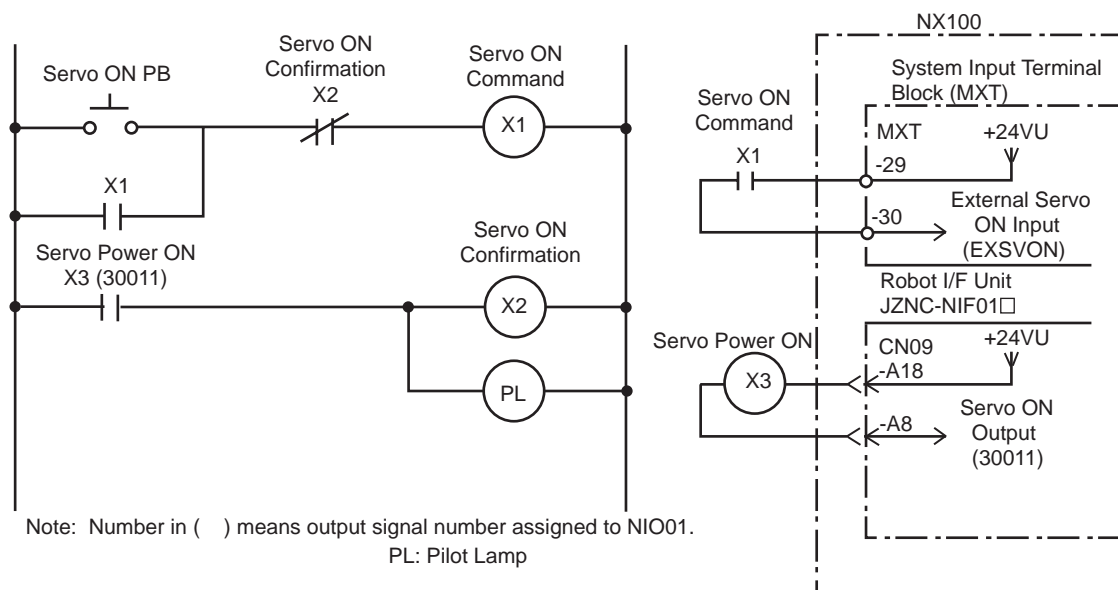 Servo ON PB
Servo ON
Confirmation
X2
Servo ON
Command
X1
X1
Servo Power ON
X3 (30011)
Servo ON
Confirmation
X2
PL
Note: Number in ( ) means output signal number assigned to NIO01.
PL: Pilot Lamp
NX100
System Input Terminal
Block (MXT)
Servo ON
Command
X1
MXT
+24VU
-29
-30
External Servo
ON Input
(EXSVON)
Robot I/F Unit
JZNC-NIF01□
Servo Power ON
X3
CN09
+24VU
-A18
-A8
Servo ON
Output
(30011)